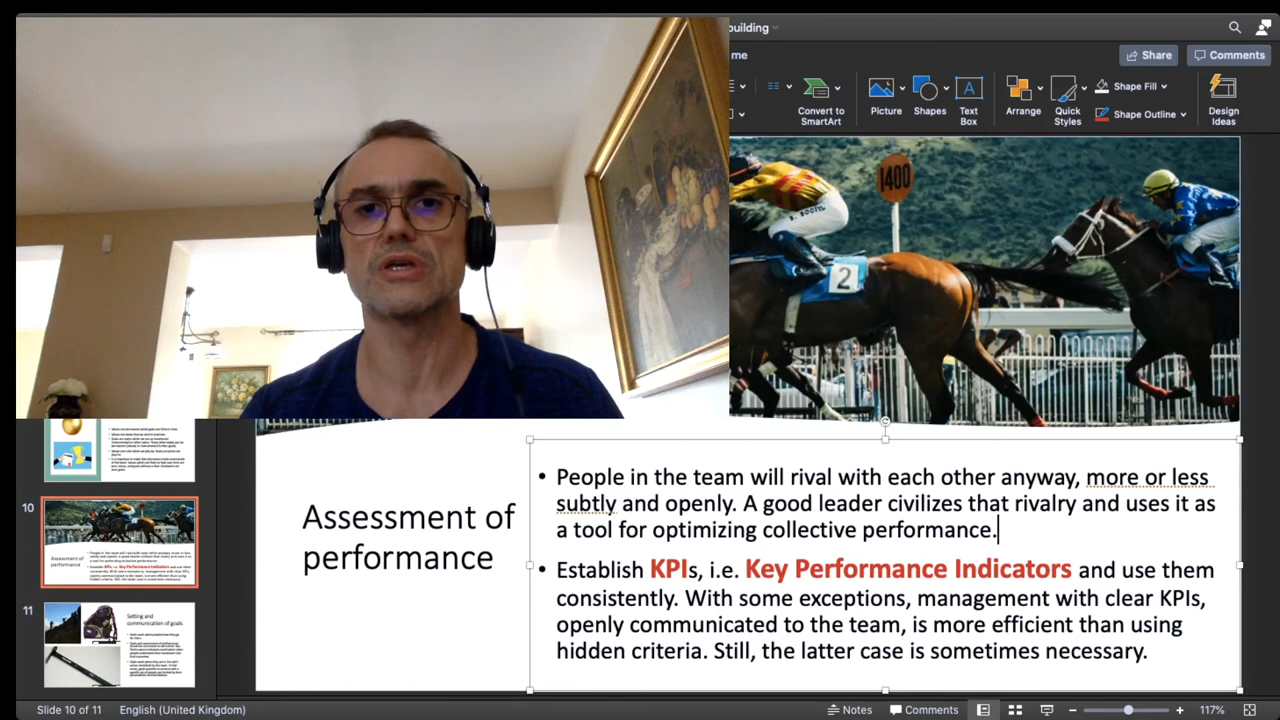 building
me
Share
Comments
Convert to
SmartArt
Picture
Shapes
Text
Box
Arrange
Quick
Styles
Shape Fill
Shape Outline
Design
Ideas
1400
2
10
Assessment of
performance
11
Setting and
communication of
goals
Assessment of
performance
• People in the team will rival with each other anyway, more or less
subtly and openly. A good leader civilizes that rivalry and uses it as
a tool for optimizing collective performance.
• Establish KPIs, i.e. Key Performance Indicators and use them
consistently. With some exceptions, management with clear KPIs,
openly communicated to the team, is more efficient than using
hidden criteria. Still, the latter case is sometimes necessary.
Slide 10 of 11
English (United Kingdom)
Notes
Comments
117%